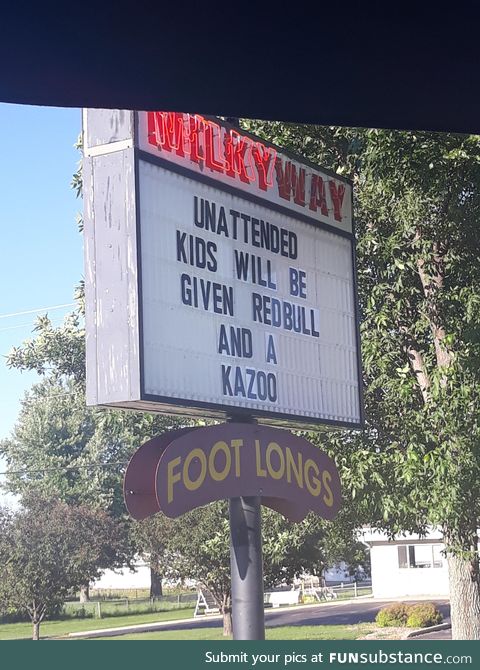 MILKYWAY
UNATTENDED
KIDS WILL BE
GIVEN REDBULL
AND A
KAZOO
FOOT LONGS
Submit your pics at FUNsubstance.com